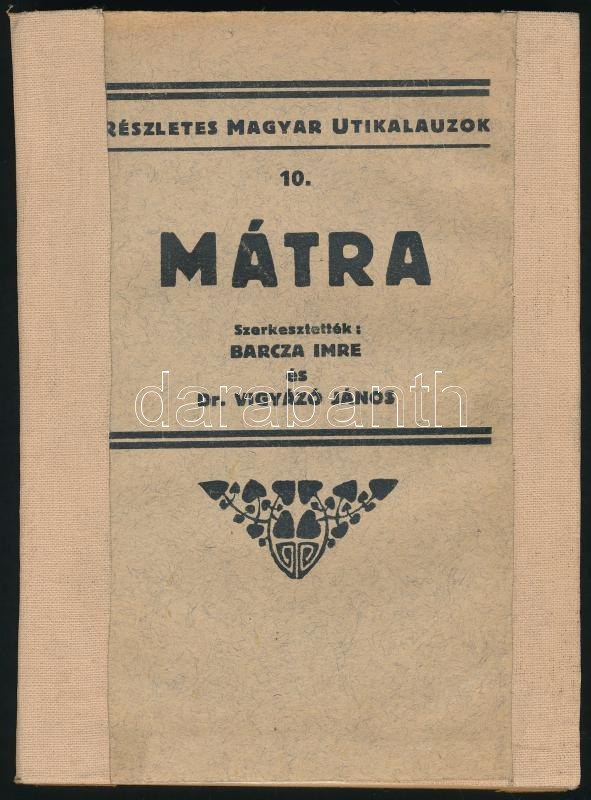 RÉSZLETES MAGYAR UTIKALAUZOK
10.
MÁTRA
Szerkesztették:
BARCZA IMRE
és
Dr. VIGYÁZÓ JÁNOS
darabanth